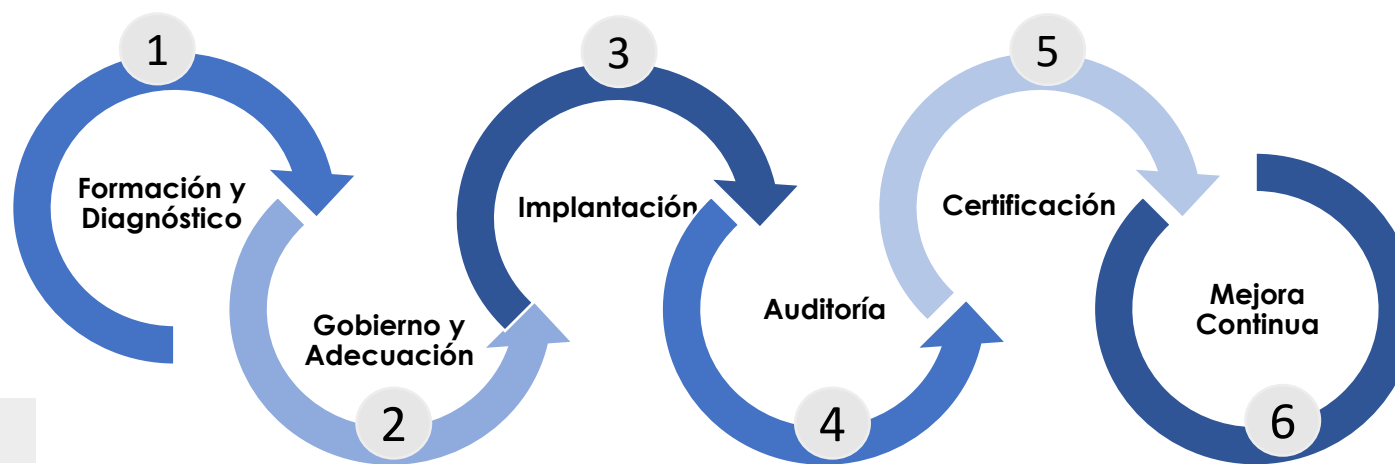 1
Formación y
Diagnóstico
2
Gobierno y
Adecuación
3
Implantación
4
Auditoría
5
Certificación
6
Mejora
Continua